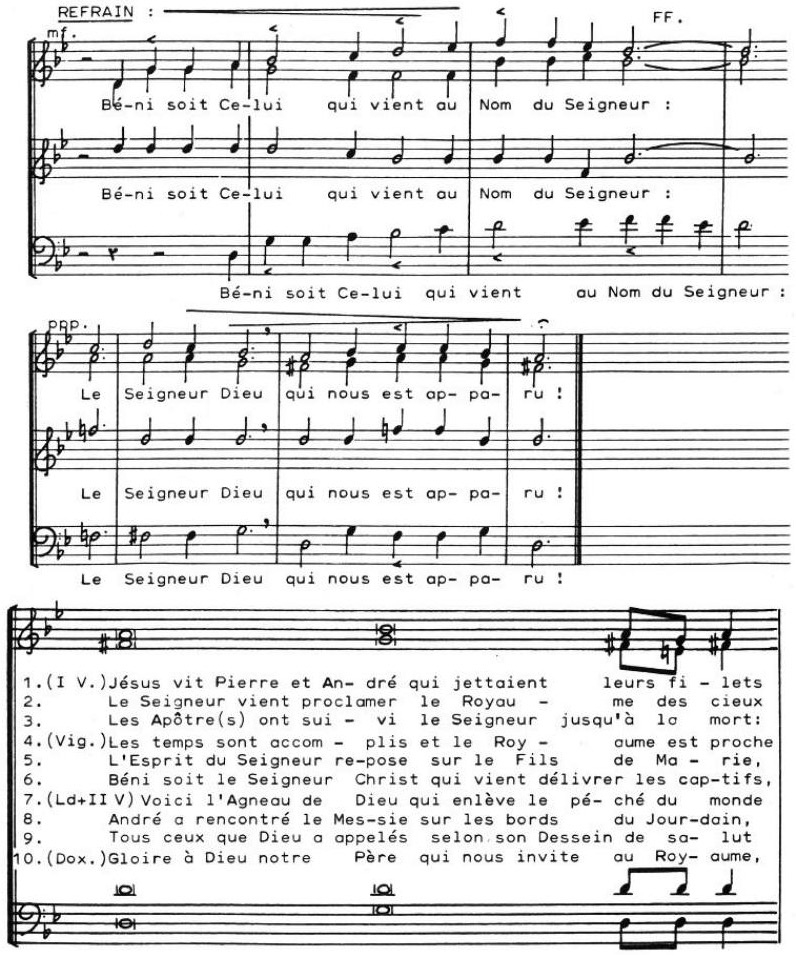 REFRAIN :
mf. FF.
Bé-ni soit Ce-lui qui vient au Nom du Seigneur :
Bé-ni soit Ce-lui qui vient au Nom du Seigneur :
Bé-ni soit Ce-lui qui vient au Nom du Seigneur :
ppp.
Le Seigneur Dieu qui nous est ap- pa- ru !
Le Seigneur Dieu qui nous est ap- pa- ru !
Le Seigneur Dieu qui nous est ap- pa- ru !
1.(I V.)Jésus vit Pierre et An- dré qui jettaient leurs fi - lets
2. Le Seigneur vient proclamer le Royau - me des cieux
3. Les Apôtre(s) ont sui - vi le Seigneur jusqu'à la mort:
4.(Vig.)Les temps sont accom - plis et le Roy - aume est proche
5. L'Esprit du Seigneur re-pose sur le Fils de Ma - rie,
6. Béni soit le Seigneur Christ qui vient délivrer les cap-tifs,
7.(Ld+II V) Voici l'Agneau de Dieu qui enlève le pé- ché du monde
8. André a rencontré le Mes-sie sur les bords du Jour-dain,
9. Tous ceux que Dieu a appelés selon son Dessein de sa- lut
10.(Dox.)Gloire à Dieu notre Père qui nous invite au Roy- aume,